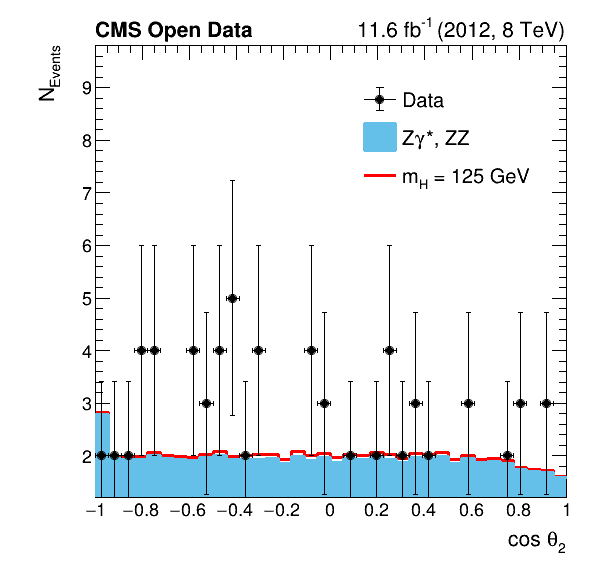 CMS Open Data 11.6 fb⁻¹ (2012, 8 TeV)
N_Events
Data
Zγ*, ZZ
m_H = 125 GeV
9
8
7
6
5
4
3
2
−1 −0.8 −0.6 −0.4 −0.2 0 0.2 0.4 0.6 0.8 1
cos θ₂